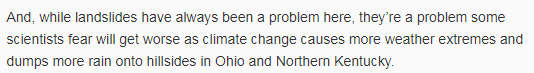 And, while landslides have always been a problem here, they’re a problem some
scientists fear will get worse as climate change causes more weather extremes and
dumps more rain onto hillsides in Ohio and Northern Kentucky.